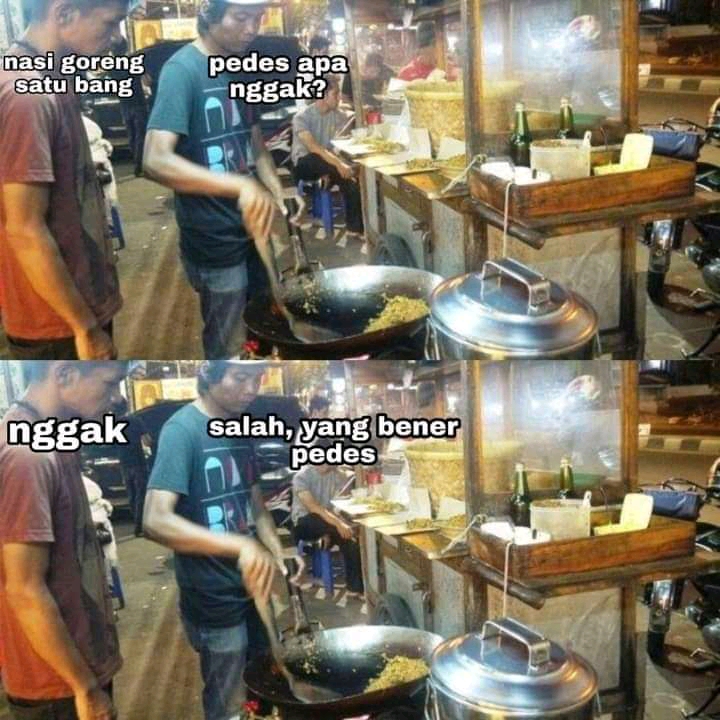 nasi goreng
satu bang
pedes apa
nggak?
nggak
salah, yang bener
pedes